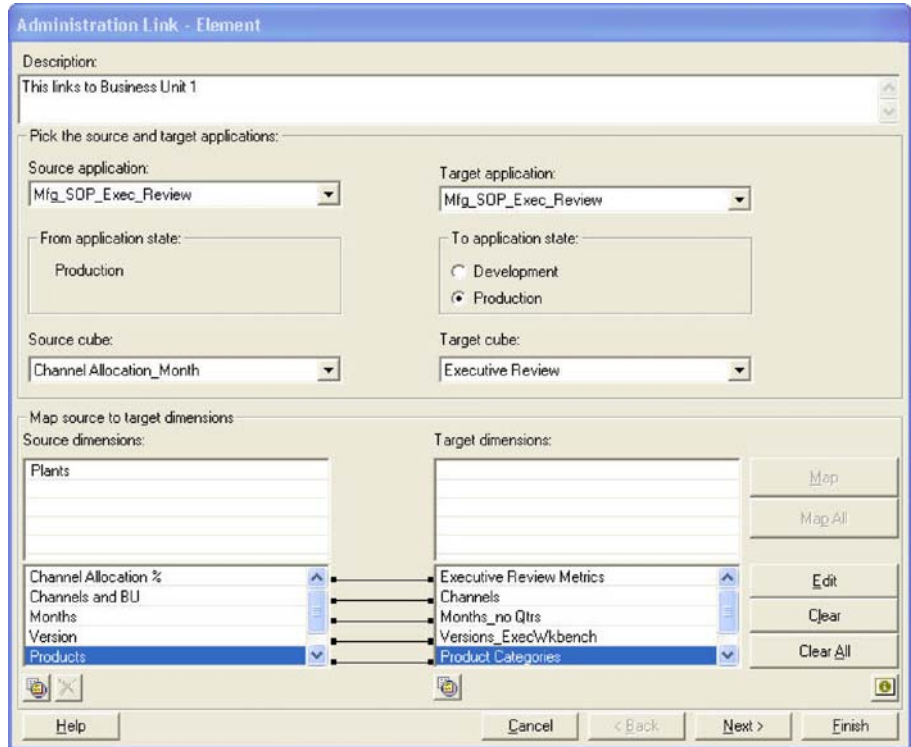 Administration Link - Element
Description:
This links to Business Unit 1
Pick the source and target applications:
Source application:
Target application:
Mfg_SOP_Exec_Review
Mfg_SOP_Exec_Review
From application state:
To application state:
Production
Development
Production
Source cube:
Target cube:
Channel Allocation_Month
Executive Review
Map source to target dimensions
Source dimensions:
Target dimensions:
Plants
Map
Map All
Channel Allocation %
Executive Review Metrics
Edit
Channels and BU
Channels
Months
Months_no Qtrs
Clear
Version
Versions_ExecWkbench
Products
Product Categories
Clear All
Help
Cancel
< Back
Next >
Finish